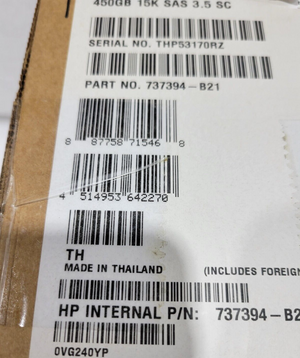 450GB 15K SAS 3.5 SC
SERIAL NO. THP53170RZ
PART NO. 737394-B21
8 87758 71546 8
4 514953 642270
TH
MADE IN THAILAND (INCLUDES FOREIGN
HP INTERNAL P/N: 737394-B2
0VG240YP